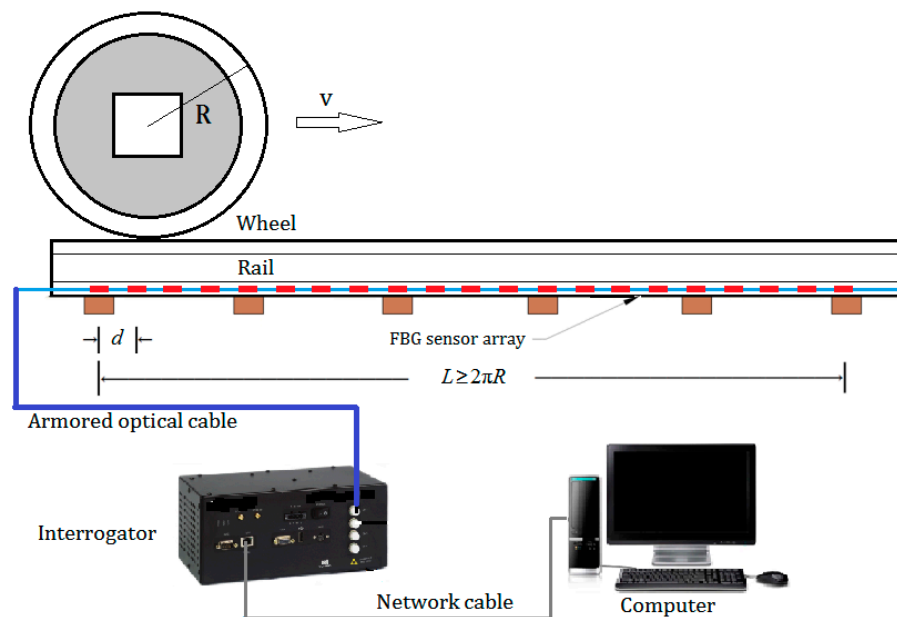 R
v
Wheel
Rail
FBG sensor array
d
L ≥ 2πR
Armored optical cable
Interrogator
Network cable
Computer